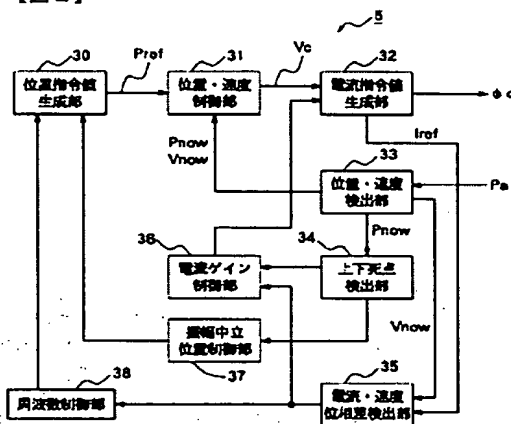 5
30
位置指令値
生成部
Pref
31
位置・速度
制御部
Vc
32
電流指令値
生成部
Iref
Pnow
Vnow
33
位置・速度
検出部
Pnow
36
電流ゲイン
制御部
34
上下死点
検出部
振幅中立
位置制御部
37
Vnow
38
周波数制御部
35
電流・速度
位相差検出部